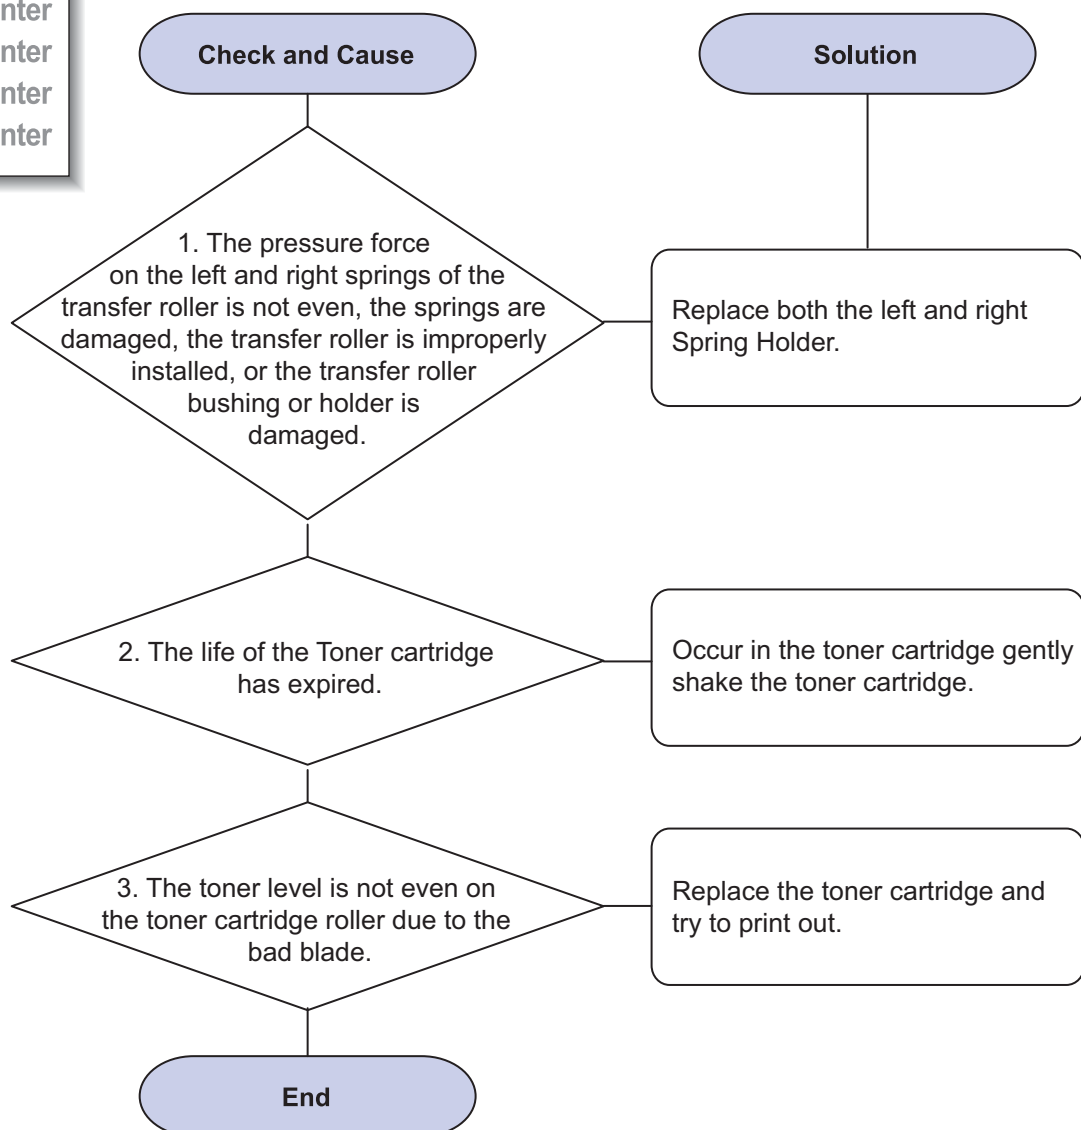 nter
nter
nter
nter
Check and Cause
Solution
1. The pressure force
on the left and right springs of the
transfer roller is not even, the springs are
damaged, the transfer roller is improperly
installed, or the transfer roller
bushing or holder is
damaged.
Replace both the left and right
Spring Holder.
2. The life of the Toner cartridge
has expired.
Occur in the toner cartridge gently
shake the toner cartridge.
3. The toner level is not even on
the toner cartridge roller due to the
bad blade.
Replace the toner cartridge and
try to print out.
End